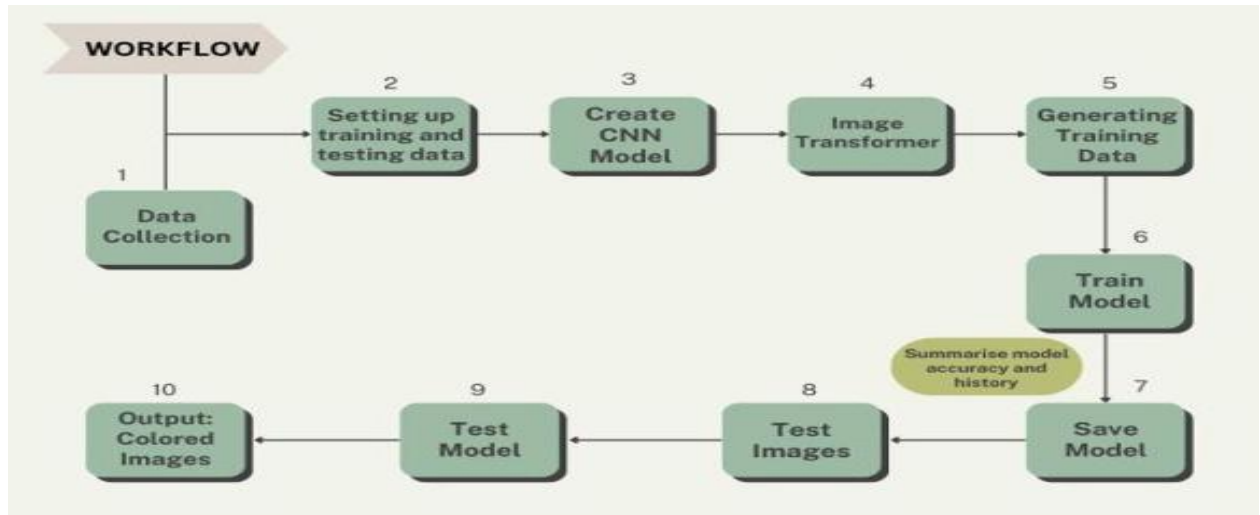 WORKFLOW
1
Data
Collection
2
Setting up
training and
testing data
3
Create
CNN
Model
4
Image
Transformer
5
Generating
Training
Data
6
Train
Model
Summarise model
accuracy and
history
7
Save
Model
8
Test
Images
9
Test
Model
10
Output:
Colored
Images